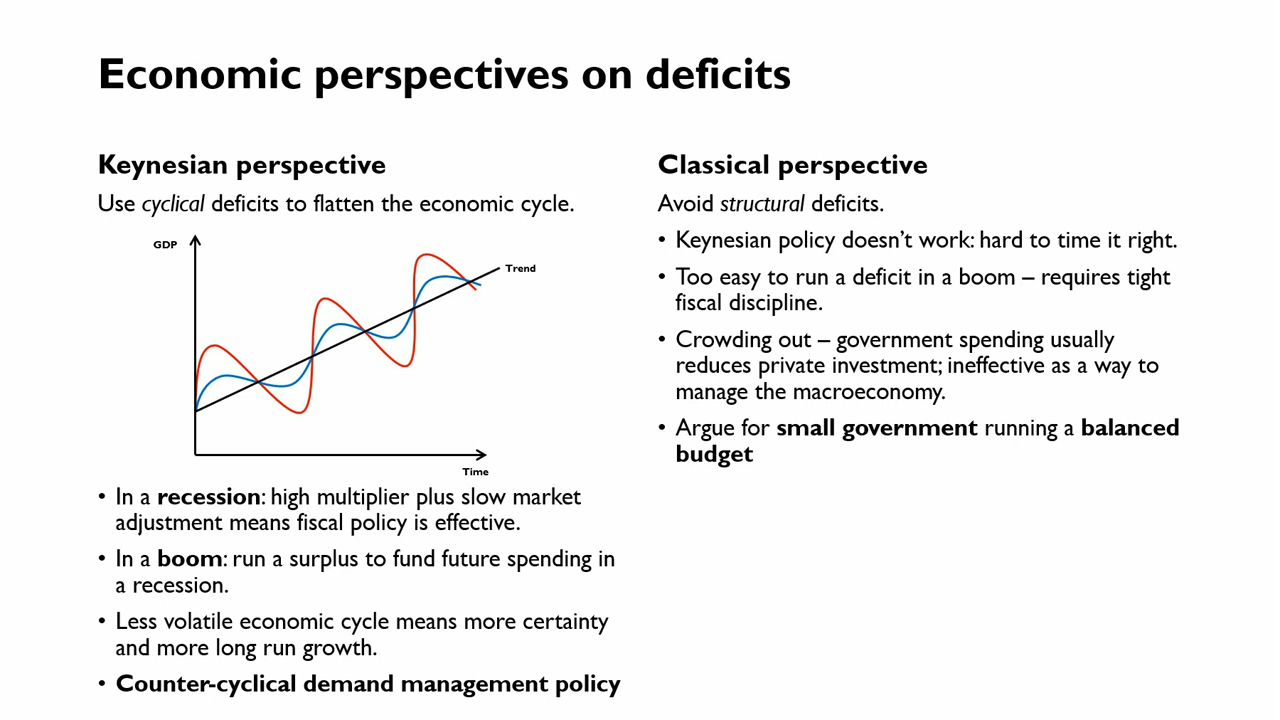 Economic perspectives on deficits
Keynesian perspective
Use cyclical deficits to flatten the economic cycle.
GDP
Trend
Time
• In a recession: high multiplier plus slow market
adjustment means fiscal policy is effective.
• In a boom: run a surplus to fund future spending in
a recession.
• Less volatile economic cycle means more certainty
and more long run growth.
• Counter-cyclical demand management policy
Classical perspective
Avoid structural deficits.
• Keynesian policy doesn’t work: hard to time it right.
• Too easy to run a deficit in a boom – requires tight
fiscal discipline.
• Crowding out – government spending usually
reduces private investment; ineffective as a way to
manage the macroeconomy.
• Argue for small government running a balanced
budget